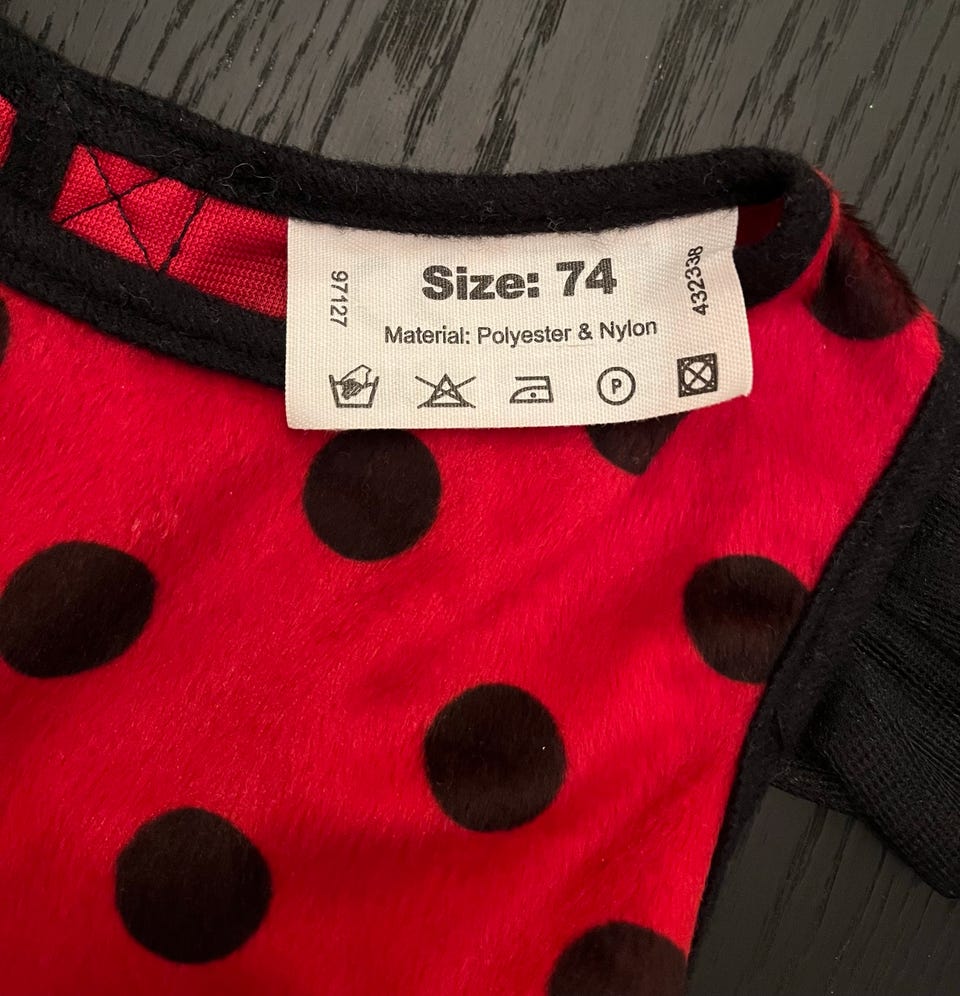 Size: 74
Material: Polyester & Nylon
97127
432338
P